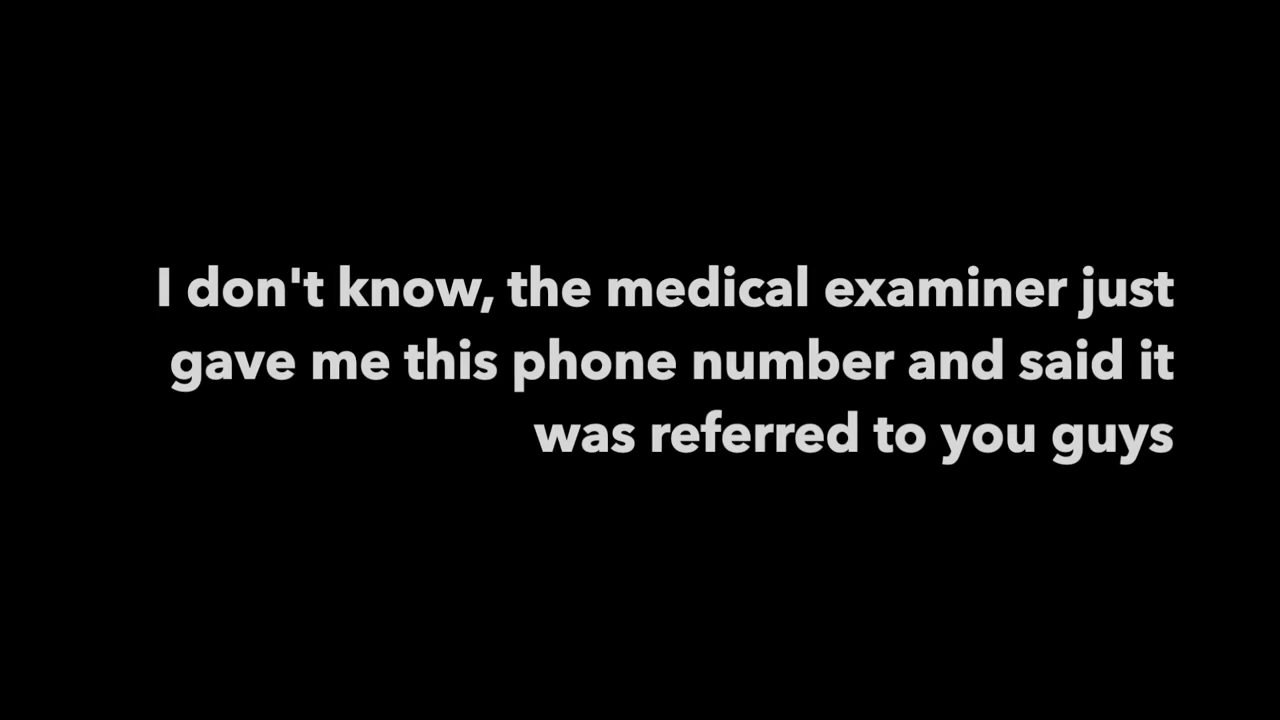 I don't know, the medical examiner just
gave me this phone number and said it
was referred to you guys